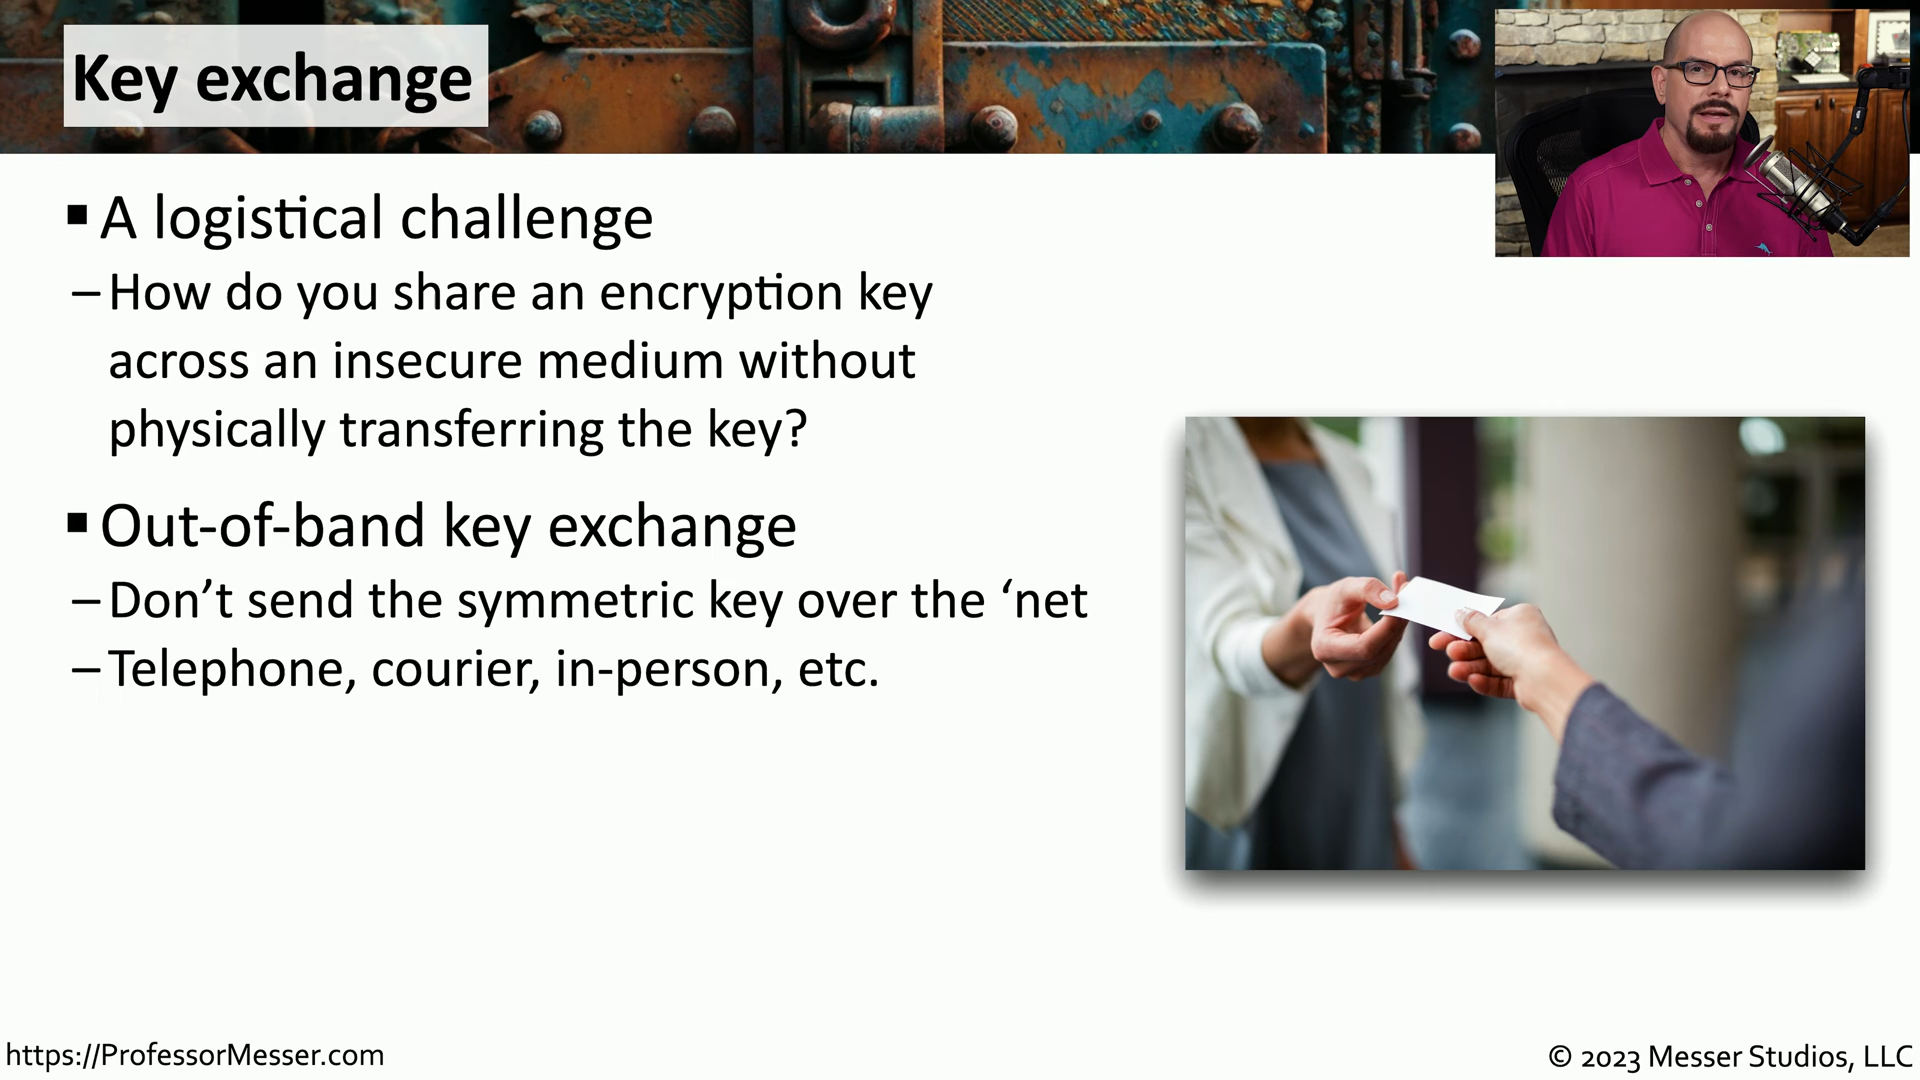 Key exchange
▪ A logistical challenge
– How do you share an encryption key
across an insecure medium without
physically transferring the key?
▪ Out-of-band key exchange
– Don’t send the symmetric key over the ‘net
– Telephone, courier, in-person, etc.
https://ProfessorMesser.com
© 2023 Messer Studios, LLC